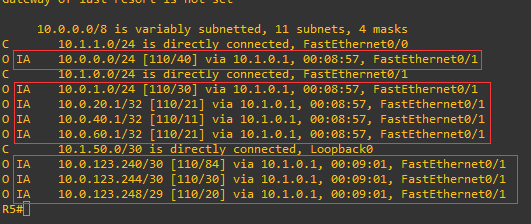 Gateway of last resort is not set
10.0.0.0/8 is variably subnetted, 11 subnets, 4 masks
C 10.1.1.0/24 is directly connected, FastEthernet0/0
O IA 10.0.0.0/24 [110/40] via 10.1.0.1, 00:08:57, FastEthernet0/1
C 10.1.0.0/24 is directly connected, FastEthernet0/1
O IA 10.0.1.0/24 [110/30] via 10.1.0.1, 00:08:57, FastEthernet0/1
O IA 10.0.20.1/32 [110/21] via 10.1.0.1, 00:08:57, FastEthernet0/1
O IA 10.0.40.1/32 [110/11] via 10.1.0.1, 00:08:57, FastEthernet0/1
O IA 10.0.60.1/32 [110/21] via 10.1.0.1, 00:08:57, FastEthernet0/1
C 10.1.50.0/30 is directly connected, Loopback0
O IA 10.0.123.240/30 [110/84] via 10.1.0.1, 00:09:01, FastEthernet0/1
O IA 10.0.123.244/30 [110/30] via 10.1.0.1, 00:09:01, FastEthernet0/1
O IA 10.0.123.248/29 [110/20] via 10.1.0.1, 00:09:01, FastEthernet0/1
R5#